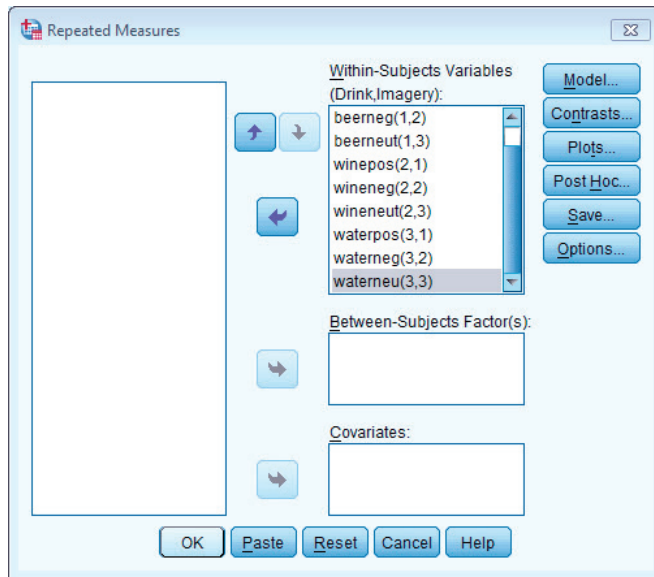 Repeated Measures
Within-Subjects Variables
(Drink,Imagery):
beerneg(1,2)
beerneut(1,3)
winepos(2,1)
wineneg(2,2)
wineneut(2,3)
waterpos(3,1)
waterneg(3,2)
waterneu(3,3)
Model...
Contrasts...
Plots...
Post Hoc...
Save...
Options...
Between-Subjects Factor(s):
Covariates:
OK Paste Reset Cancel Help